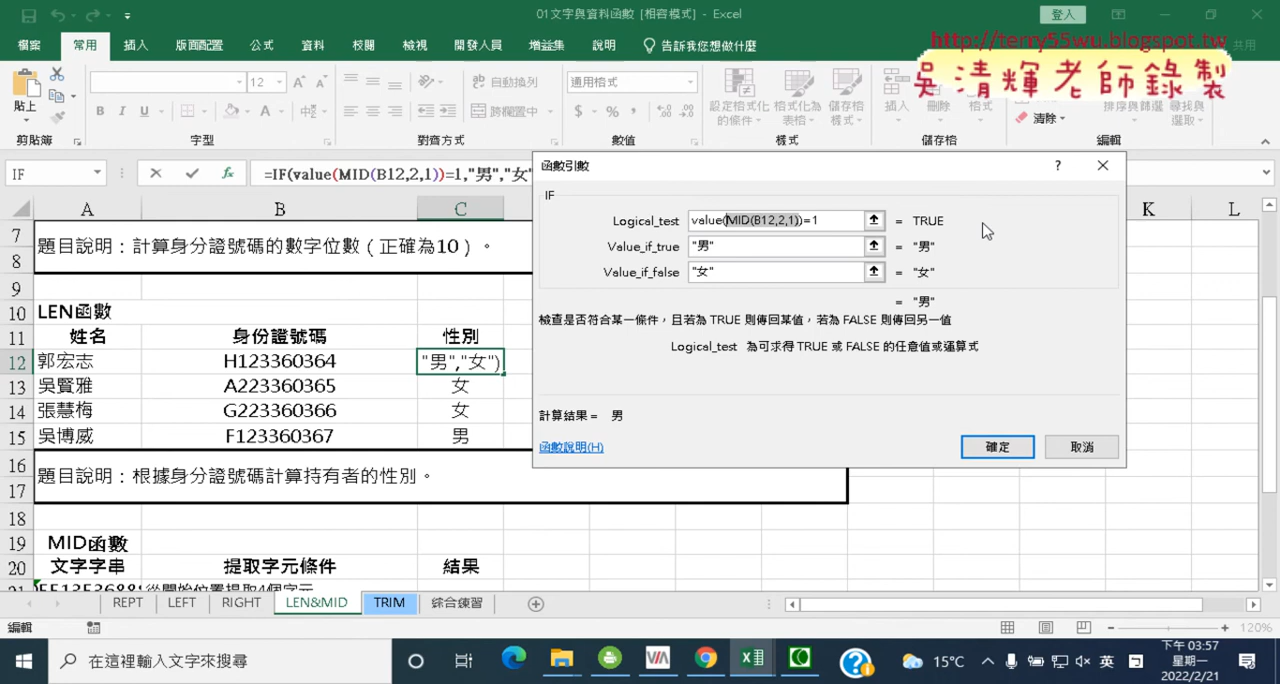 01文字與資料函數 [相容模式] - Excel
登入
檔案 常用 插入 版面配置 公式 資料 校閱 檢視 開發人員 增益集 說明 告訴我您想做什麼 共用
http://terry55wu.blogspot.tw
吳清輝老師錄製
貼上
12
B I U
自動換列
跨欄置中
通用格式
設定格式化的條件
格式化為表格
儲存格樣式
插入 刪除 格式
清除
排序與篩選 尋找與選取
剪貼簿 字型 對齊方式 數值 樣式 儲存格 編輯
IF
=IF(value(MID(B12,2,1))=1,"男","女"
A B C K L
7
8
題目說明：計算身分證號碼的數字位數（正確為10）。
9
10 LEN函數
11 姓名 身份證號碼 性別
12 郭宏志 H123360364 "男","女")
13 吳賢雅 A223360365 女
14 張慧梅 G223360366 女
15 吳博威 F123360367 男
16
17
題目說明：根據身分證號碼計算持有者的性別。
18
19 MID函數
20 文字字串 提取字元條件 結果
從開始位置提取4個字元
函數引數
?
IF
Logical_test value(MID(B12,2,1))=1 = TRUE
Value_if_true "男" = "男"
Value_if_false "女" = "女"
= "男"
檢查是否符合某一條件，且若為 TRUE 則傳回某值，若為 FALSE 則傳回另一值
Logical_test 為可求得 TRUE 或 FALSE 的任意值或運算式
計算結果 = 男
函數說明(H)
確定 取消
REPT LEFT RIGHT LEN&MID TRIM 綜合練習
編輯
120%
在這裡輸入文字來搜尋
15°C
英
下午 03:57
星期一
2022/2/21